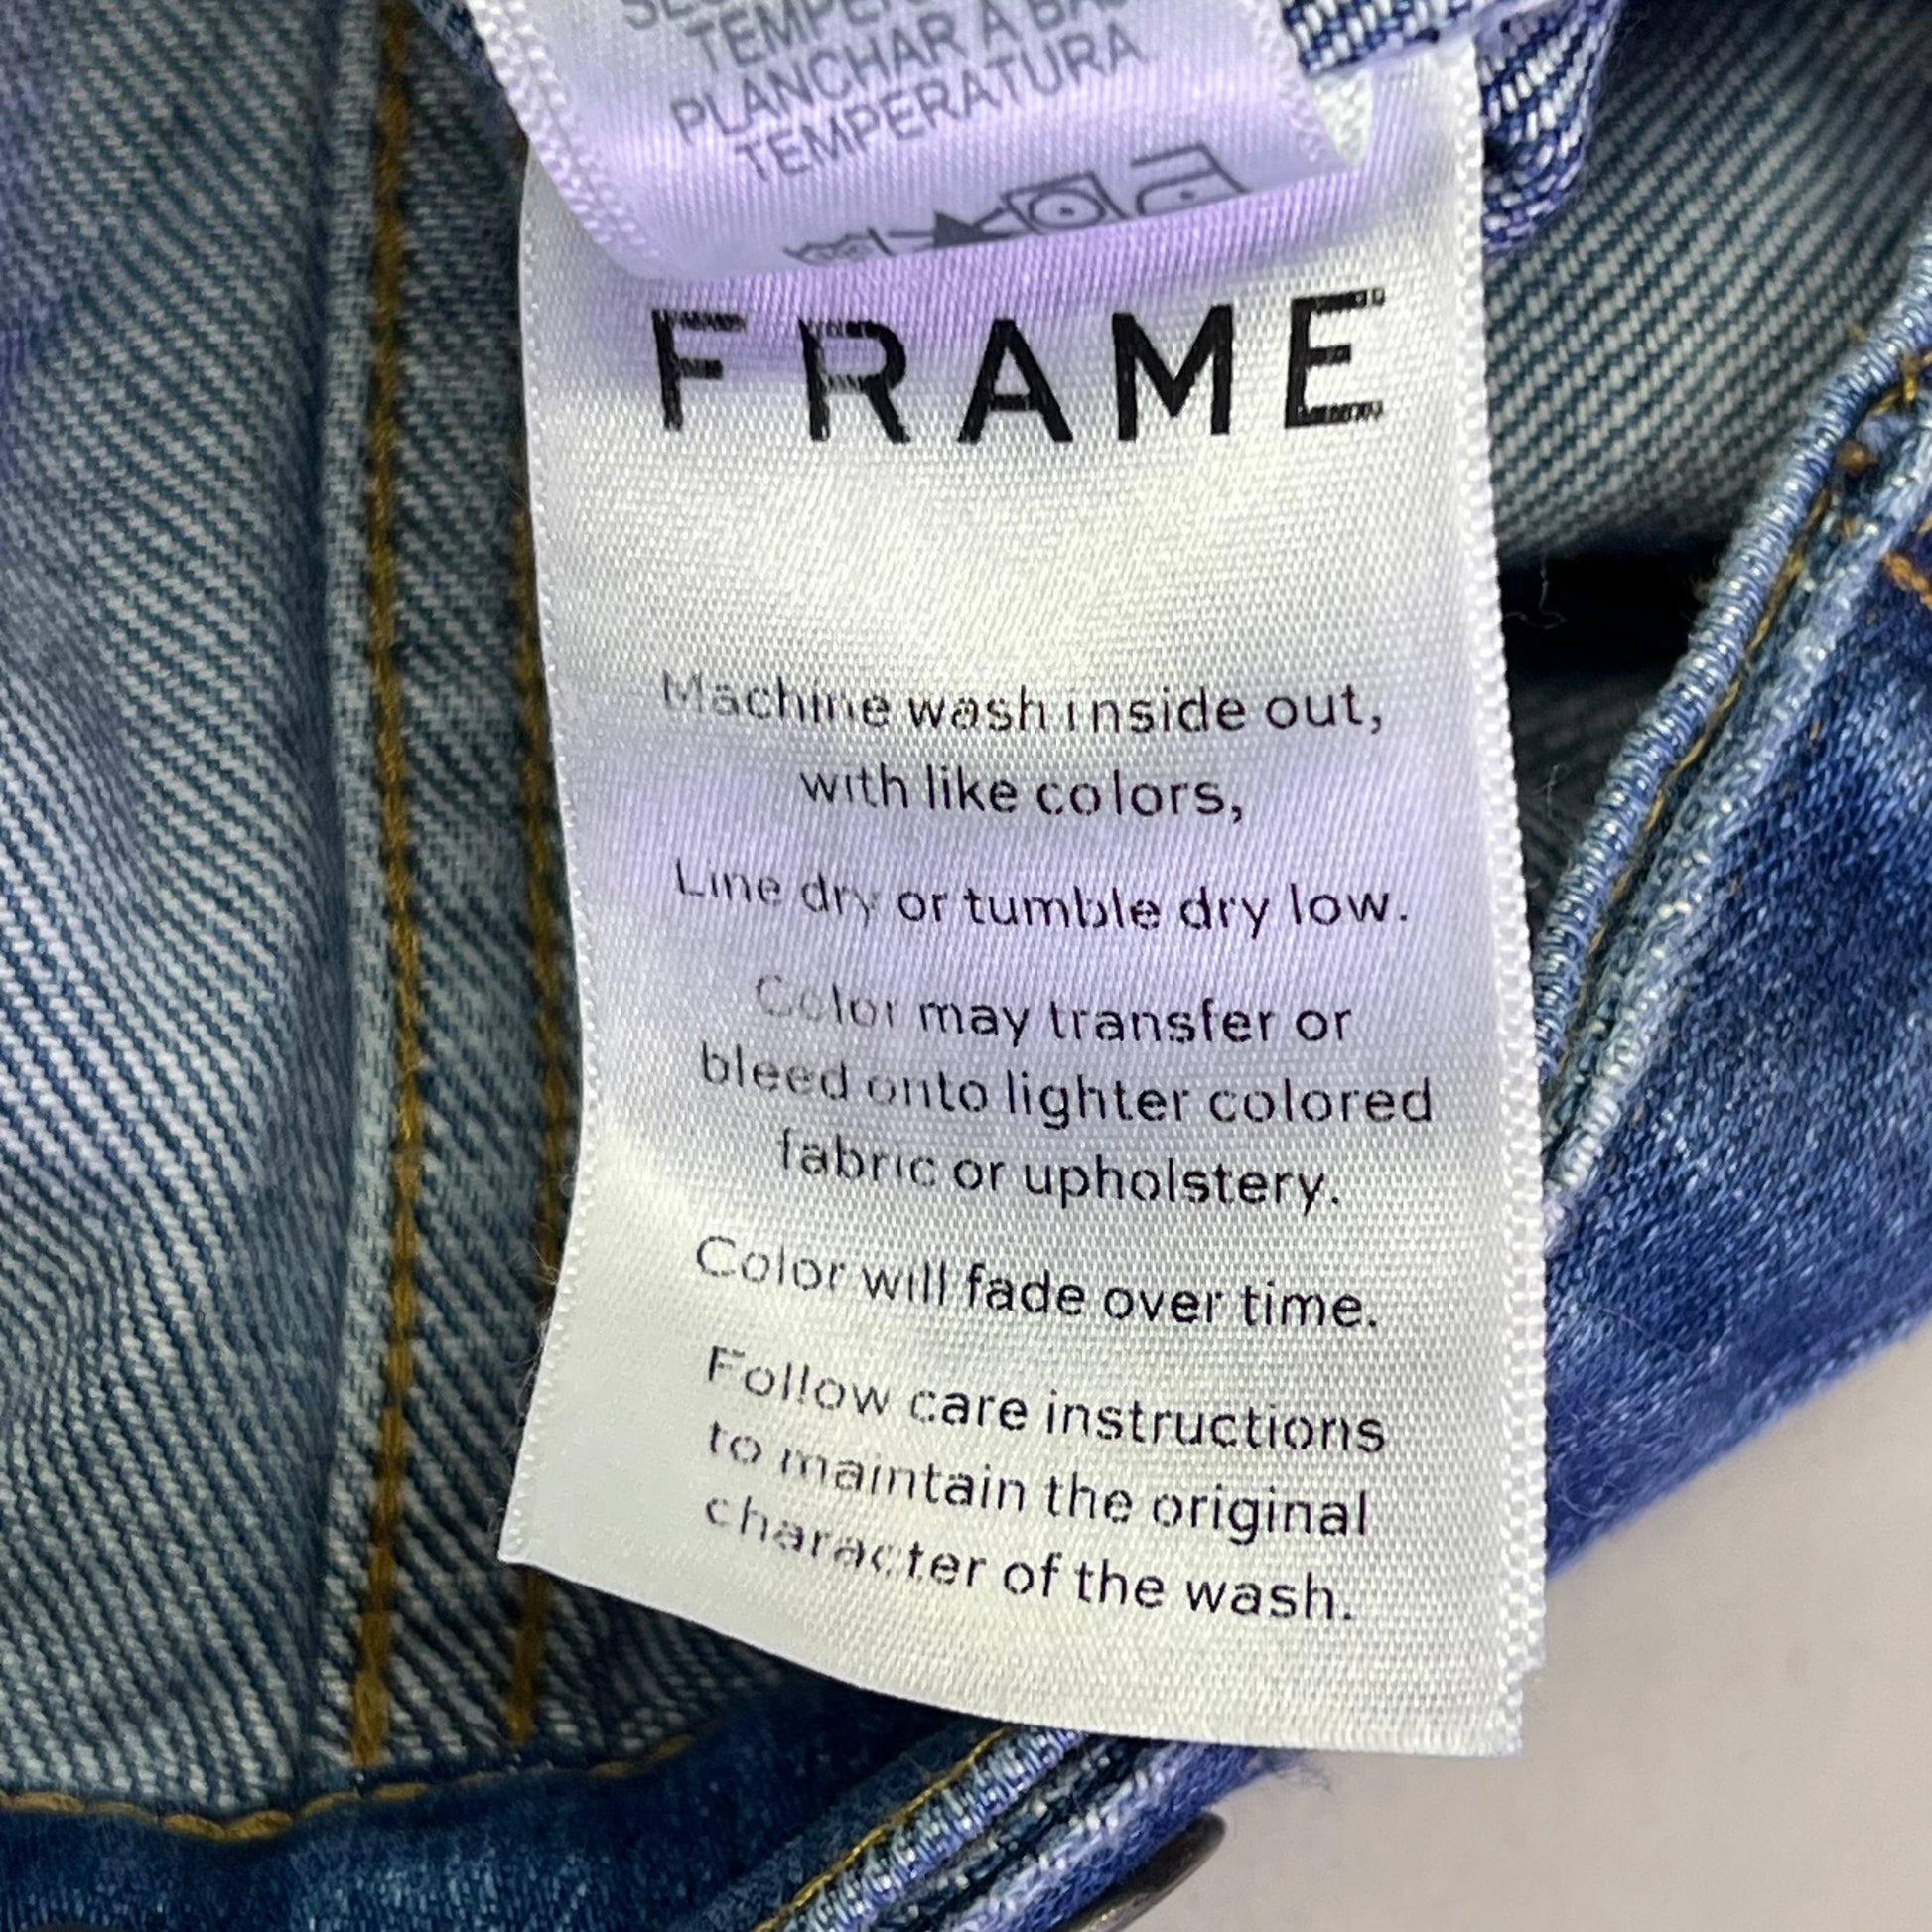 TEMPERATURA
PLANCHAR A BAJA
TEMPERATURA
FRAME
Machine wash inside out,
with like colors,
Line dry or tumble dry low.
Color may transfer or
bleed onto lighter colored
fabric or upholstery.
Color will fade over time.
Follow care instructions
to maintain the original
character of the wash.